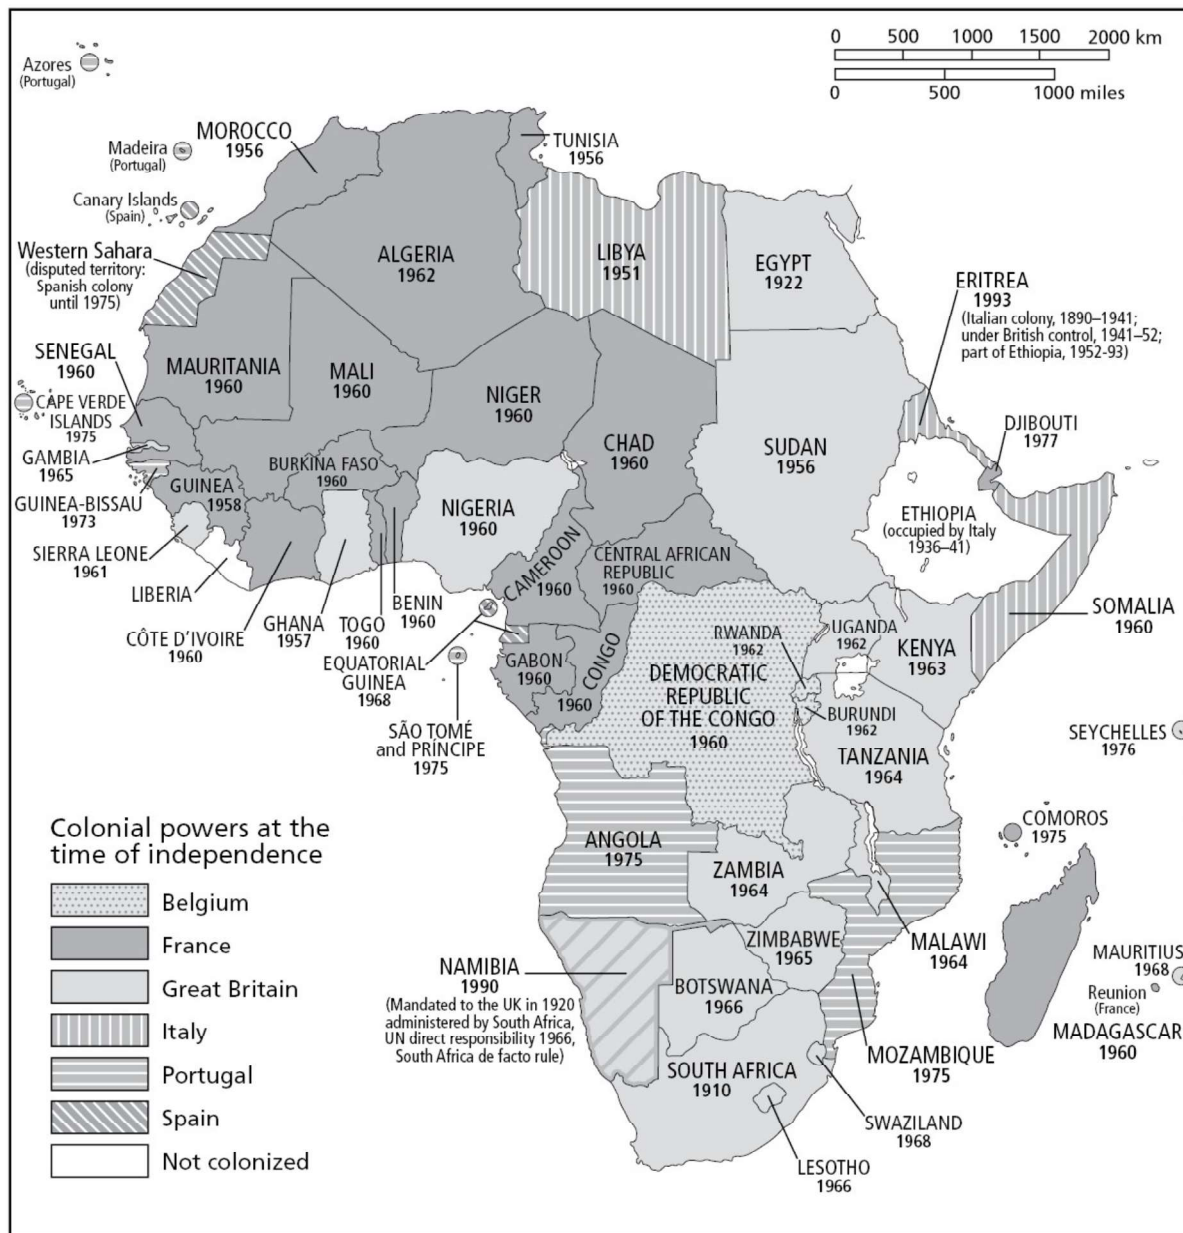 0 500 1000 1500 2000 km
0 500 1000 miles
Azores
(Portugal)
Madeira
(Portugal)
Canary Islands
(Spain)
MOROCCO
1956
TUNISIA
1956
Western Sahara
(disputed territory:
Spanish colony
until 1975)
ALGERIA
1962
LIBYA
1951
EGYPT
1922
ERITREA
1993
(Italian colony, 1890–1941;
under British control, 1941–52;
part of Ethiopia, 1952-93)
SENEGAL
1960
MAURITANIA
1960
MALI
1960
NIGER
1960
CHAD
1960
SUDAN
1956
DJIBOUTI
1977
CAPE VERDE
ISLANDS
1975
GAMBIA
1965
GUINEA-BISSAU
1973
GUINEA
1958
BURKINA FASO
1960
NIGERIA
1960
ETHIOPIA
(occupied by Italy
1936–41)
SIERRA LEONE
1961
LIBERIA
CÔTE D'IVOIRE
1960
GHANA
1957
TOGO
1960
BENIN
1960
CAMEROON
1960
CENTRAL AFRICAN
REPUBLIC
1960
SOMALIA
1960
EQUATORIAL
GUINEA
1968
GABON
1960
CONGO
1960
RWANDA
1962
UGANDA
1962
KENYA
1963
DEMOCRATIC
REPUBLIC
OF THE CONGO
1960
BURUNDI
1962
SÃO TOMÉ
and PRÍNCIPE
1975
TANZANIA
1964
SEYCHELLES
1976
COMOROS
1975
ANGOLA
1975
ZAMBIA
1964
MALAWI
1964
NAMIBIA
1990
(Mandated to the UK in 1920
administered by South Africa,
UN direct responsibility 1966,
South Africa de facto rule)
ZIMBABWE
1965
BOTSWANA
1966
MAURITIUS
1968
Reunion
(France)
MADAGASCAR
1960
MOZAMBIQUE
1975
SOUTH AFRICA
1910
SWAZILAND
1968
LESOTHO
1966
Colonial powers at the
time of independence
Belgium
France
Great Britain
Italy
Portugal
Spain
Not colonized